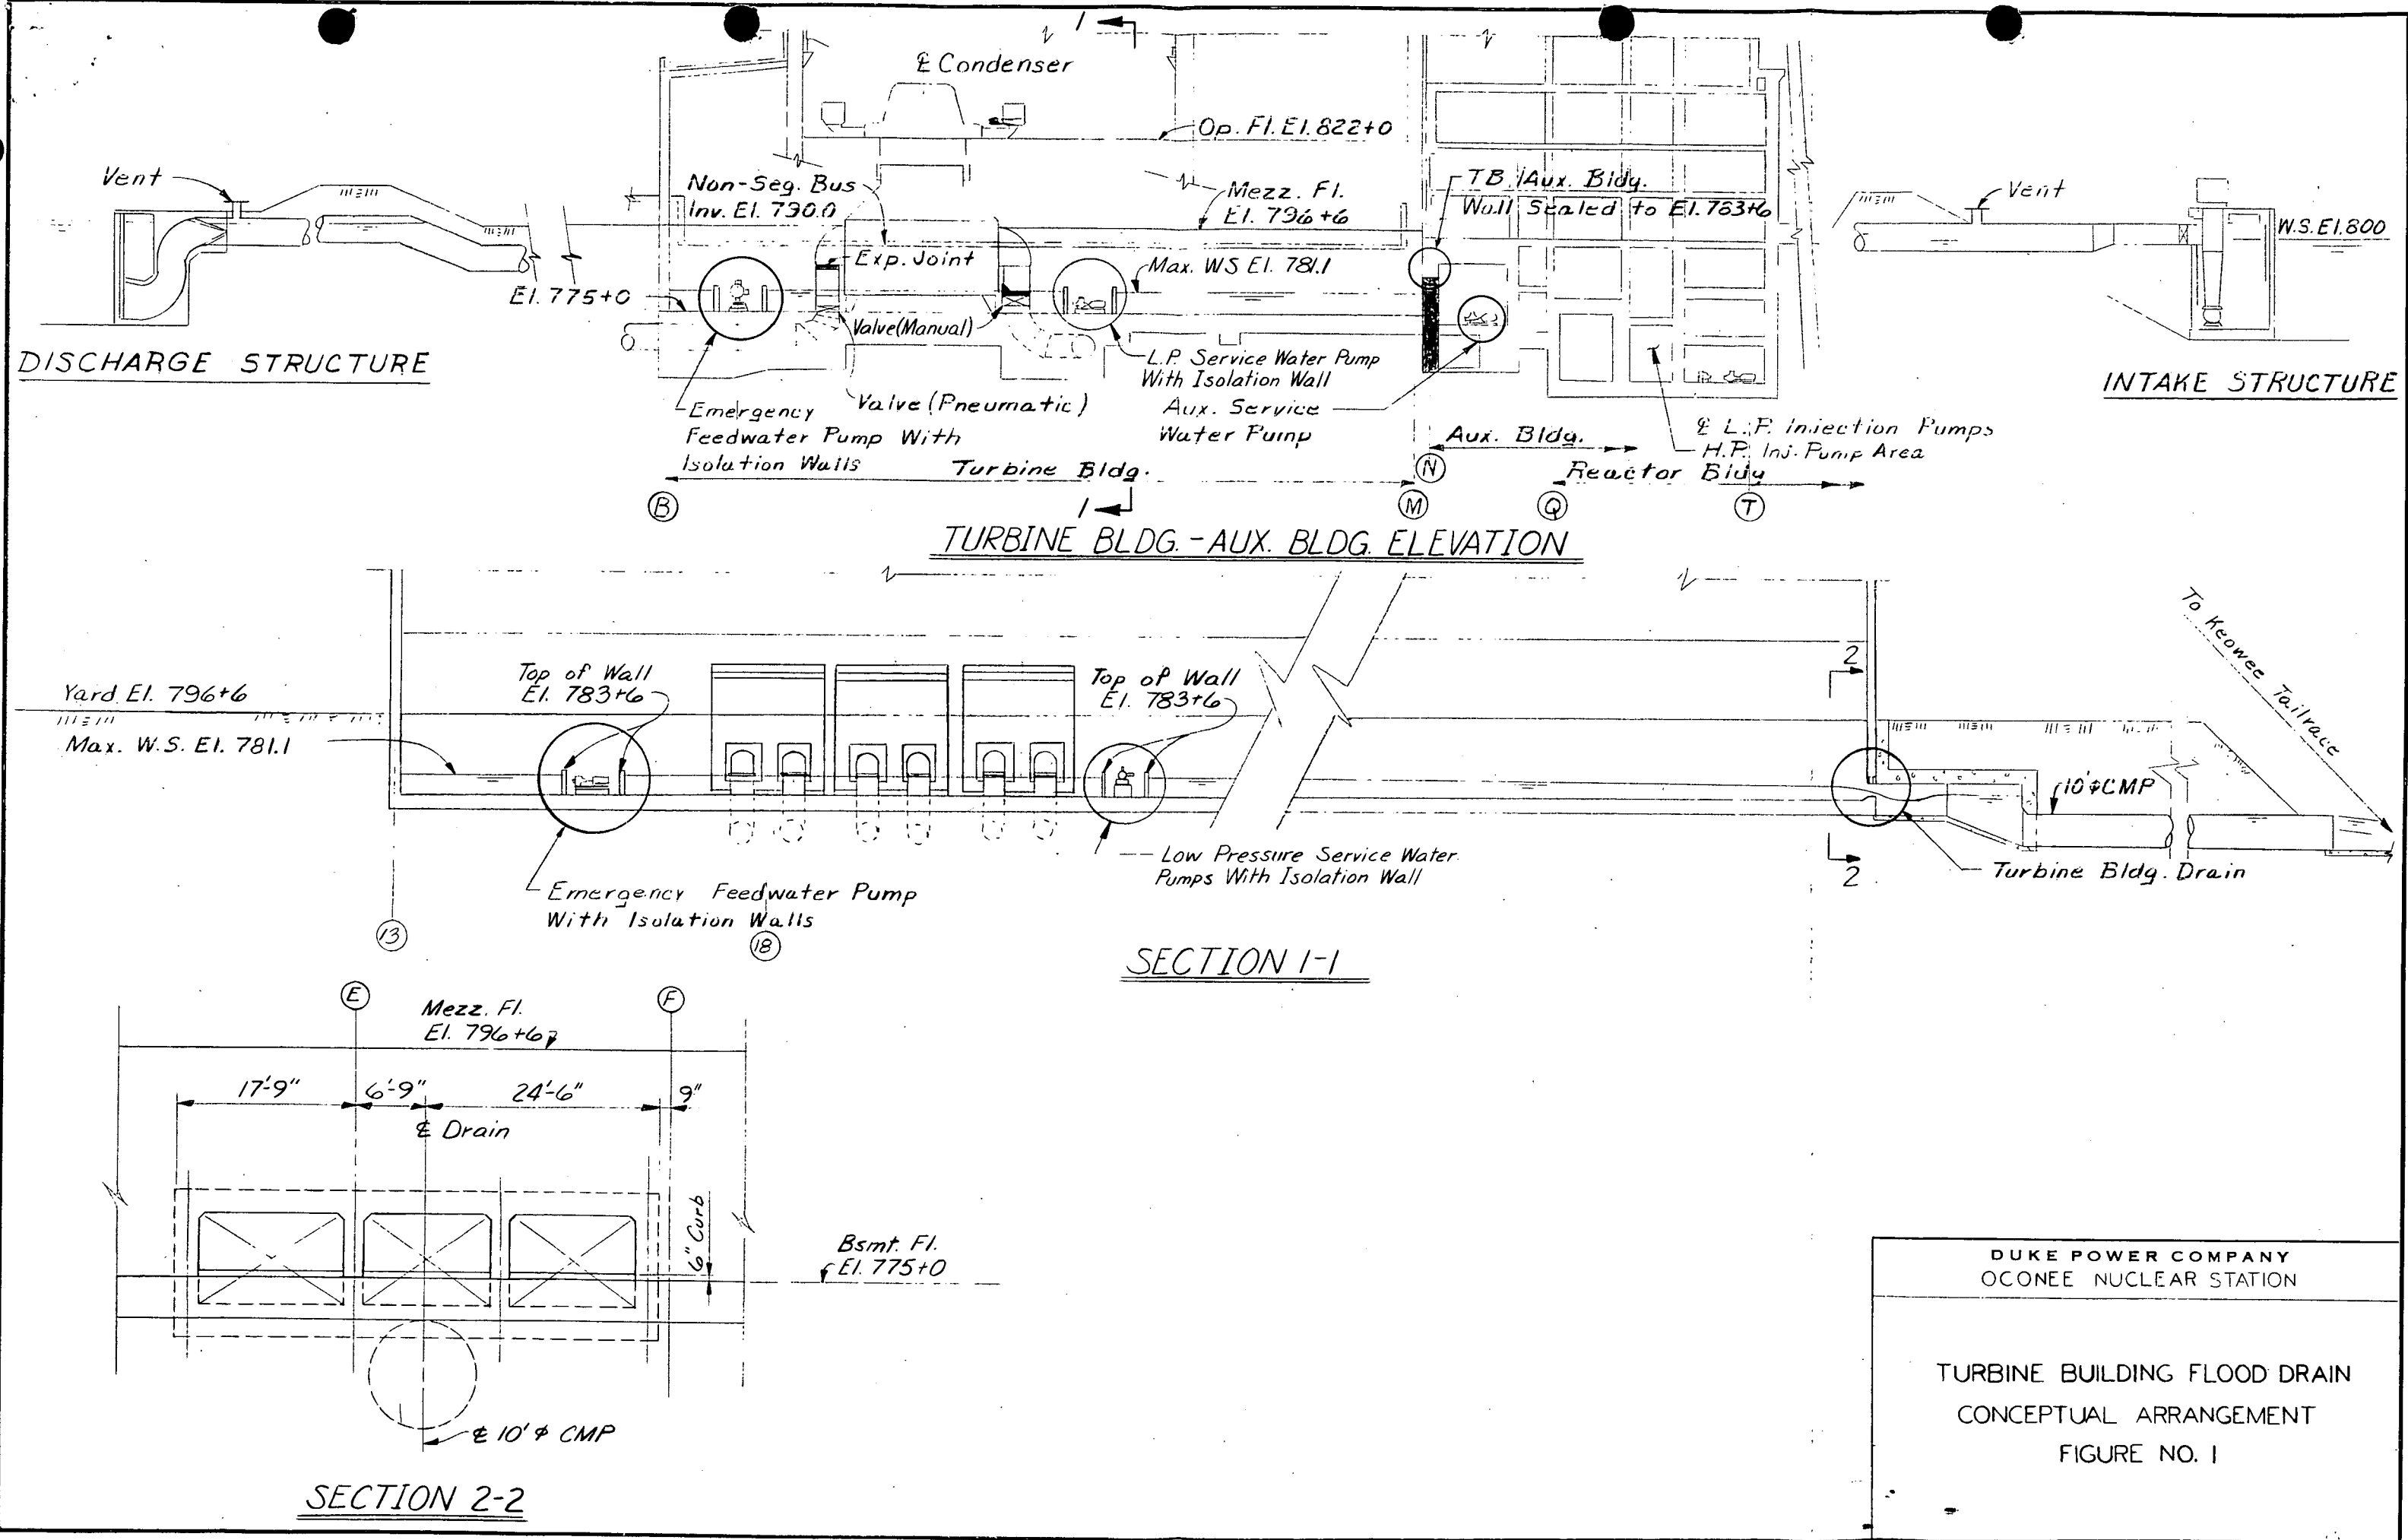 1
℄ Condenser
Op. Fl. El. 822+0
Vent
Non-Seg. Bus
Inv. El. 790.0
Mezz. Fl.
El. 796+6
T.B./Aux. Bldg.
Wall Sealed to El. 783+6
Vent
W.S. El. 800
Exp. Joint
Max. WS El. 781.1
El. 775+0
Valve (Manual)
DISCHARGE STRUCTURE
L.P. Service Water Pump
With Isolation Wall
INTAKE STRUCTURE
Valve (Pneumatic)
Emergency
Feedwater Pump With
Isolation Walls
Aux. Service
Water Pump
℄ L.P. Injection Pumps
H.P. Inj. Pump Area
Aux. Bldg.
Turbine Bldg.
Reactor Bldg
N
B
1
M
Q
T
TURBINE BLDG.-AUX. BLDG. ELEVATION
To Keowee Tailrace
Top of Wall
El. 783+6
Top of Wall
El. 783+6
2
Yard El. 796+6
Max. W.S. El. 781.1
10'φ CMP
Low Pressure Service Water
Pumps With Isolation Wall
2
Turbine Bldg. Drain
Emergency Feedwater Pump
With Isolation Walls
13
18
SECTION 1-1
E
F
Mezz. Fl.
El. 796+6
17'-9"
6'-9"
24'-6"
9"
℄ Drain
6" Curb
Bsmt. Fl.
El. 775+0
℄ 10' φ CMP
SECTION 2-2
DUKE POWER COMPANY
OCONEE NUCLEAR STATION
TURBINE BUILDING FLOOD DRAIN
CONCEPTUAL ARRANGEMENT
FIGURE NO. 1